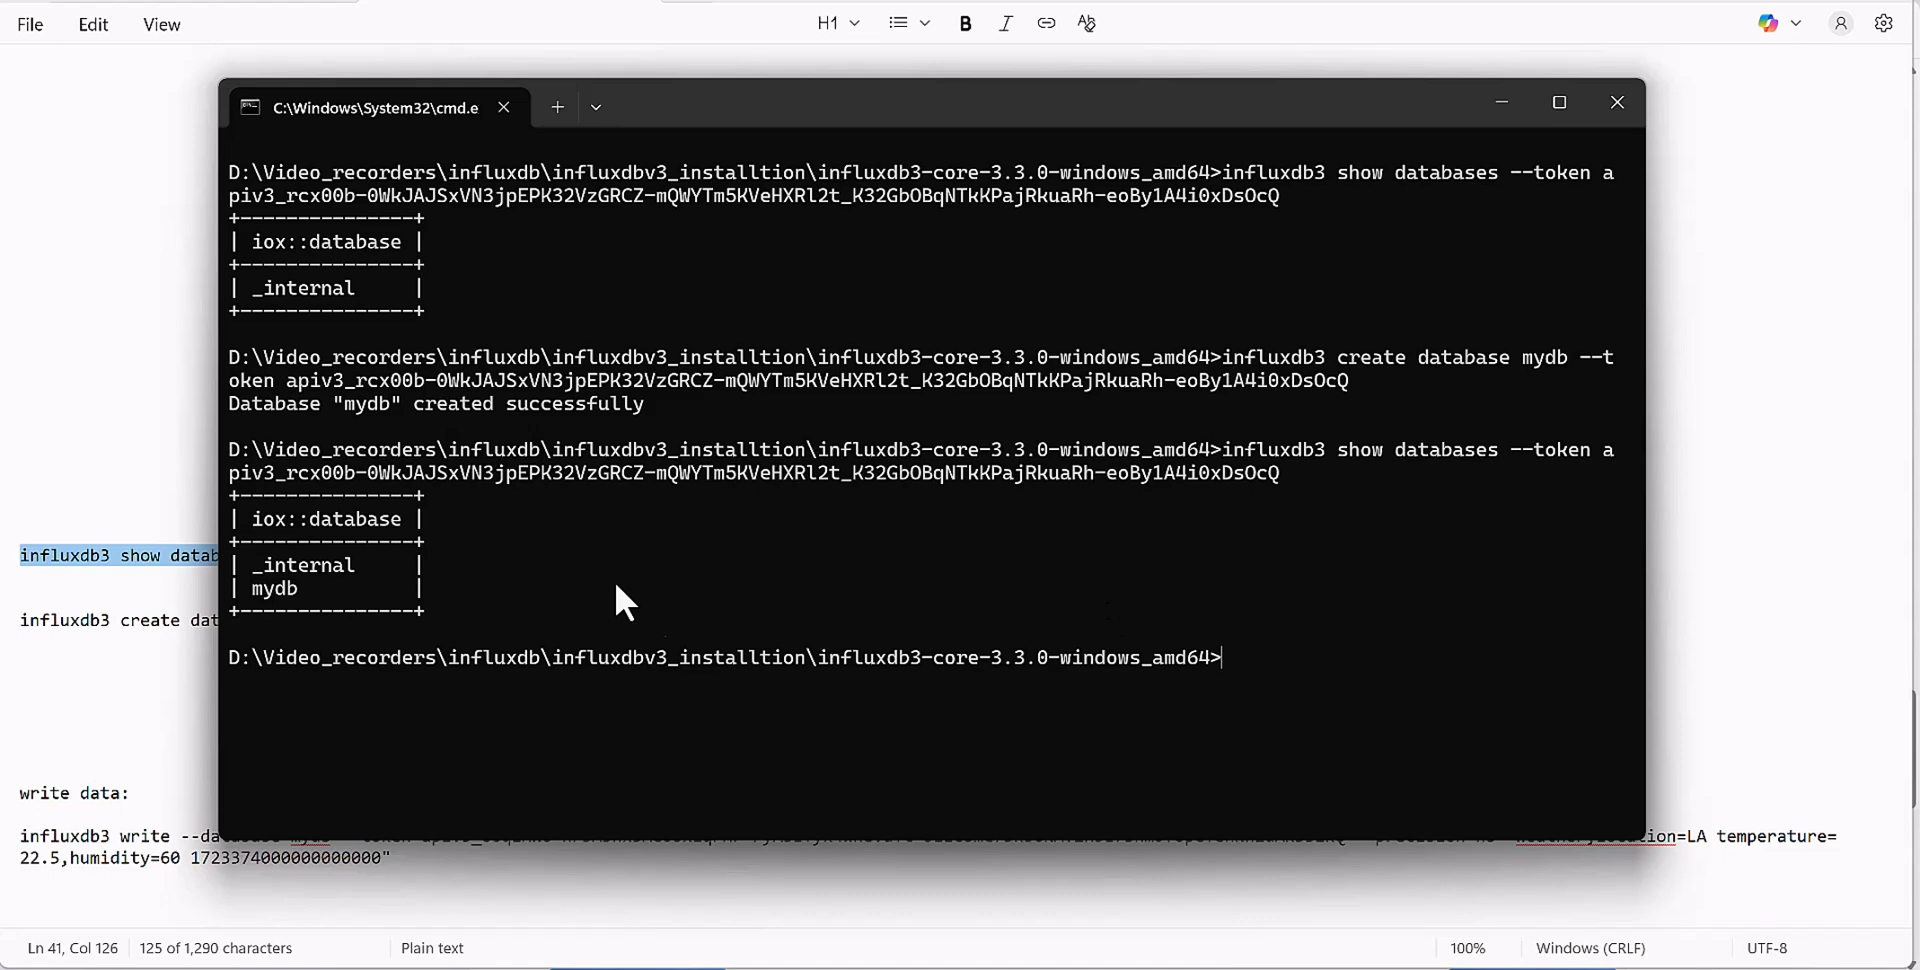 File Edit View H1 B I
C:\Windows\System32\cmd.e
D:\Video_recorders\influxdb\influxdbv3_installtion\influxdb3-core-3.3.0-windows_amd64>influxdb3 show databases --token a
piv3_rcx00b-0WkJAJSxVN3jpEPK32VzGRCZ-mQWYTm5KVeHXRl2t_K32GbOBqNTkKPajRkuaRh-eoBy1A4i0xDsOcQ
+---------------+
| iox::database |
+---------------+
| _internal     |
+---------------+
D:\Video_recorders\influxdb\influxdbv3_installtion\influxdb3-core-3.3.0-windows_amd64>influxdb3 create database mydb --t
oken apiv3_rcx00b-0WkJAJSxVN3jpEPK32VzGRCZ-mQWYTm5KVeHXRl2t_K32GbOBqNTkKPajRkuaRh-eoBy1A4i0xDsOcQ
Database "mydb" created successfully
D:\Video_recorders\influxdb\influxdbv3_installtion\influxdb3-core-3.3.0-windows_amd64>influxdb3 show databases --token a
piv3_rcx00b-0WkJAJSxVN3jpEPK32VzGRCZ-mQWYTm5KVeHXRl2t_K32GbOBqNTkKPajRkuaRh-eoBy1A4i0xDsOcQ
+---------------+
| iox::database |
+---------------+
| _internal     |
| mydb          |
+---------------+
D:\Video_recorders\influxdb\influxdbv3_installtion\influxdb3-core-3.3.0-windows_amd64>
influxdb3 show datab
influxdb3 create dat
write data:
influxdb3 write --da =LA temperature=
22.5,humidity=60 1723374000000000000"
Ln 41, Col 126 125 of 1,290 characters Plain text 100% Windows (CRLF) UTF-8